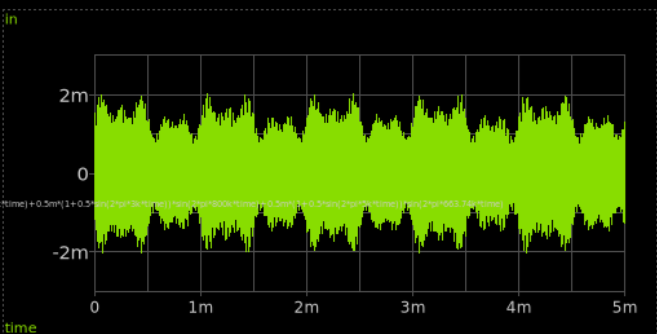 in
2m
0
-2m
*time)+0.5m*(1+0.5*sin(2*pi*3k*time))*sin(2*pi*800k*time)+0.5m*(1+0.5*sin(2*pi*5k*time))*sin(2*pi*663.74k*time)
0 1m 2m 3m 4m 5m
time